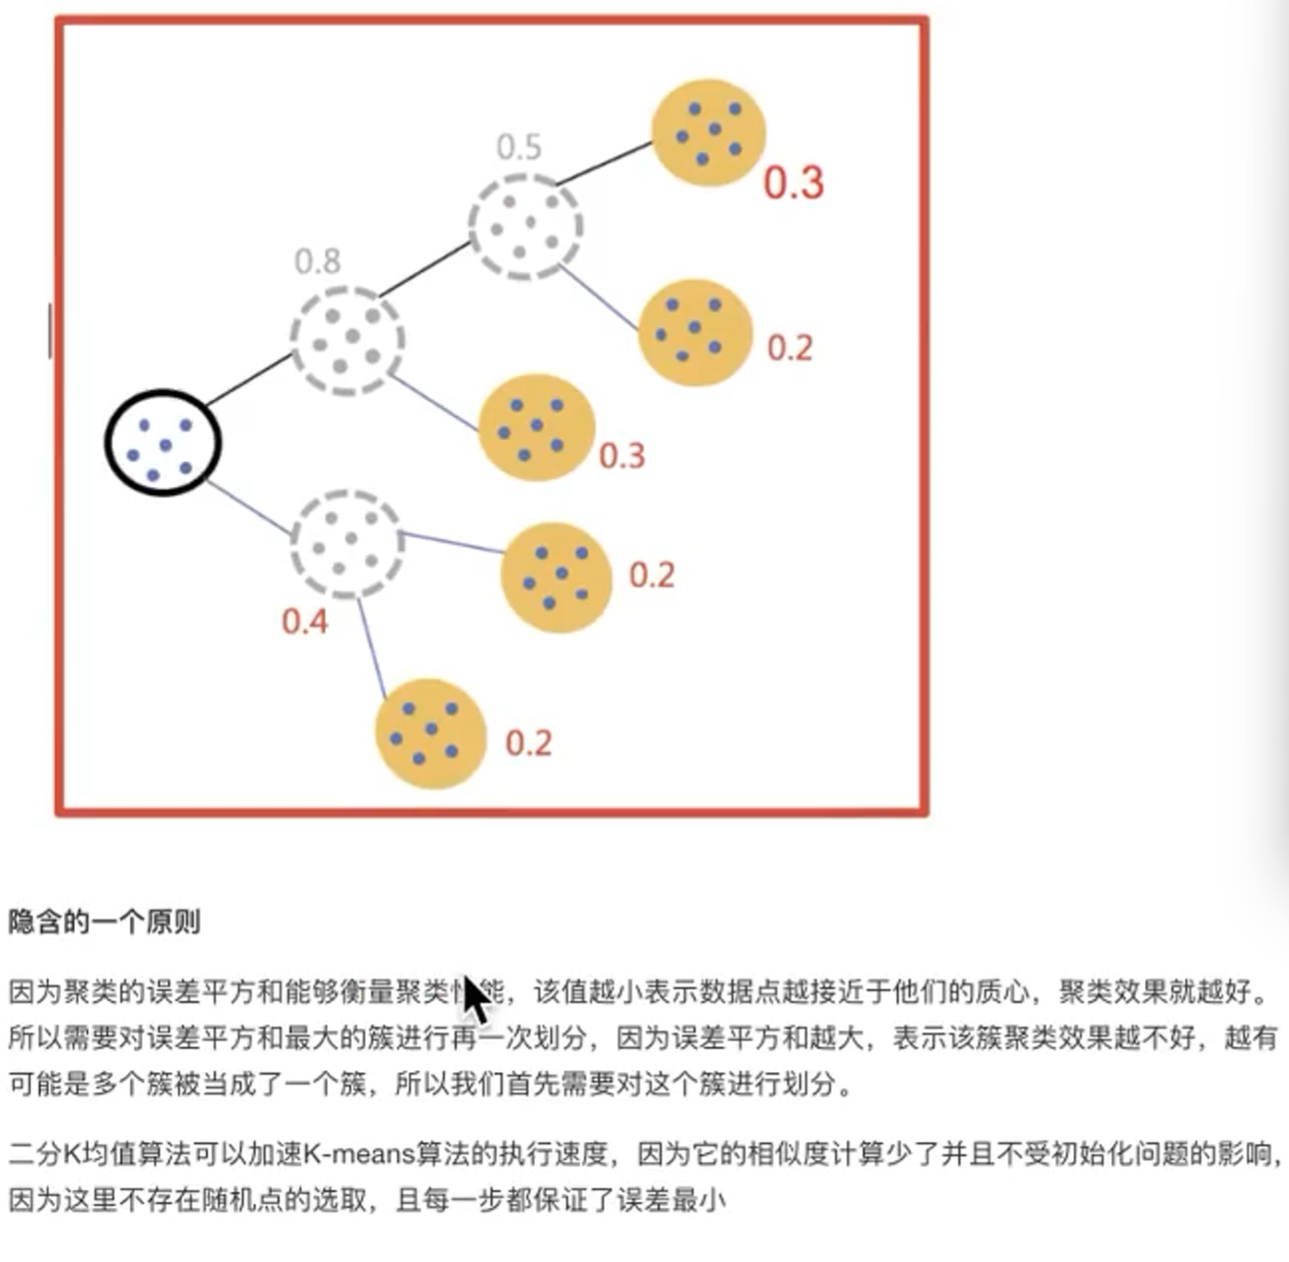 0.5
0.3
0.8
0.2
0.3
0.2
0.4
0.2
隐含的一个原则
因为聚类的误差平方和能够衡量聚类性能，该值越小表示数据点越接近于他们的质心，聚类效果就越好。
所以需要对误差平方和最大的簇进行再一次划分，因为误差平方和越大，表示该簇聚类效果越不好，越有
可能是多个簇被当成了一个簇，所以我们首先需要对这个簇进行划分。
二分K均值算法可以加速K-means算法的执行速度，因为它的相似度计算少了并且不受初始化问题的影响，
因为这里不存在随机点的选取，且每一步都保证了误差最小